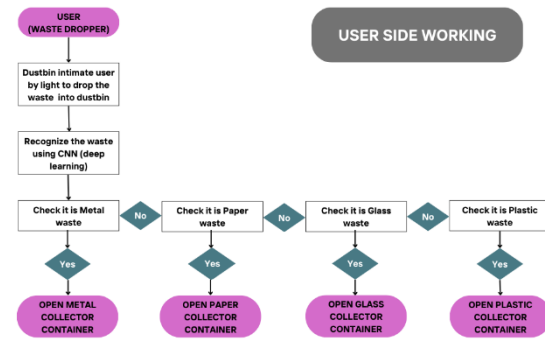 USER
(WASTE DROPPER)
USER SIDE WORKING
Dustbin intimate user
by light to drop the
waste into dustbin
Recognize the waste
using CNN (deep
learning)
Check it is Metal
waste
No
Check it is Paper
waste
No
Check it is Glass
waste
No
Check it is Plastic
waste
Yes
Yes
Yes
Yes
OPEN METAL
COLLECTOR
CONTAINER
OPEN PAPER
COLLECTOR
CONTAINER
OPEN GLASS
COLLECTOR
CONTAINER
OPEN PLASTIC
COLLECTOR
CONTAINER